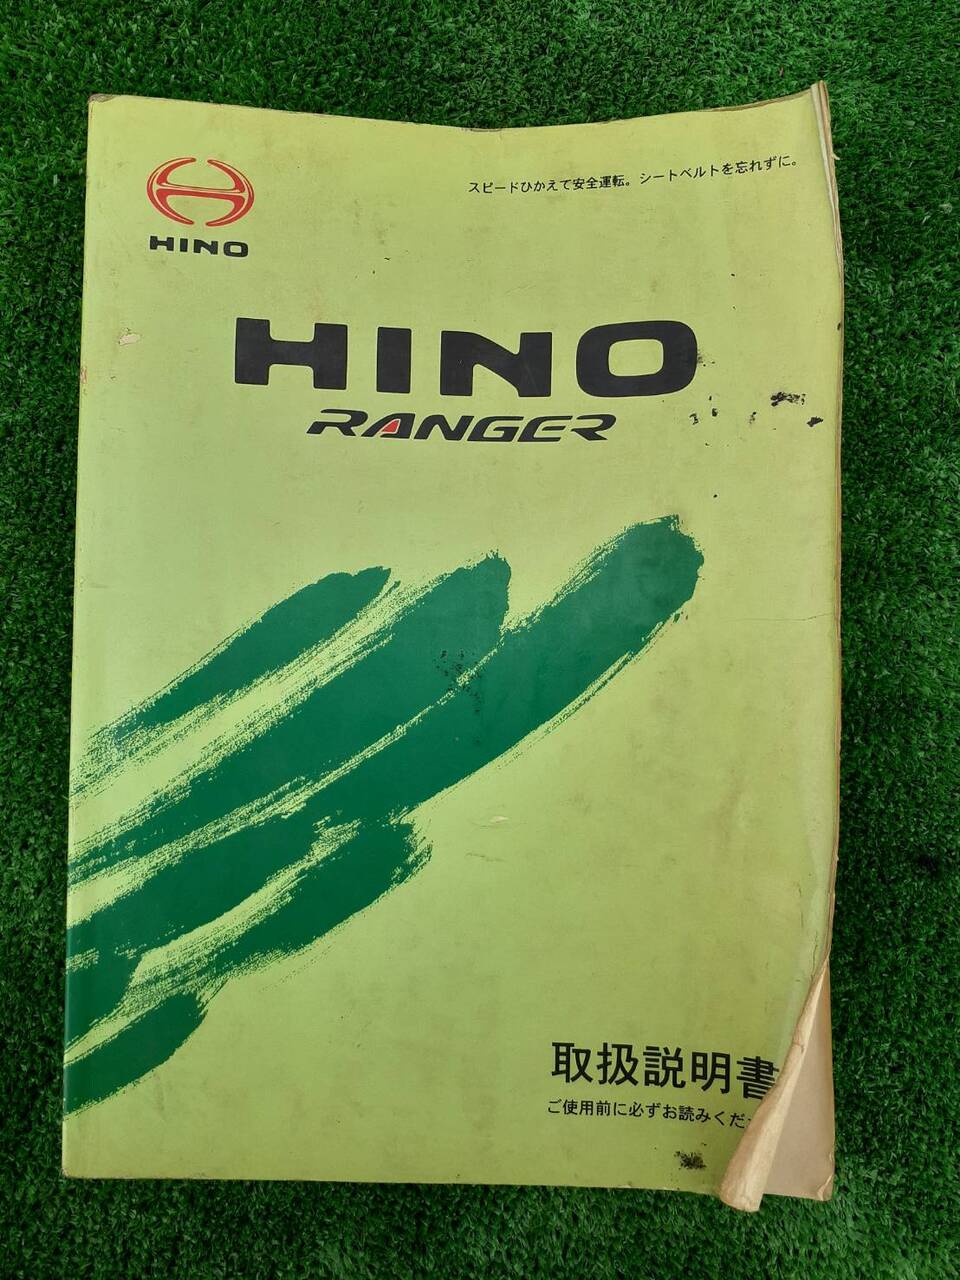 スピードひかえて安全運転。シートベルトを忘れずに。
HINO
HINO
RANGER
取扱説明書
ご使用前に必ずお読みくだ